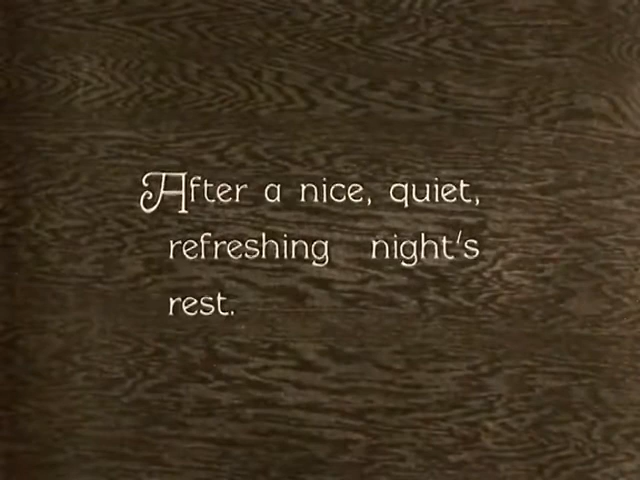 After a nice, quiet,
refreshing night's
rest.